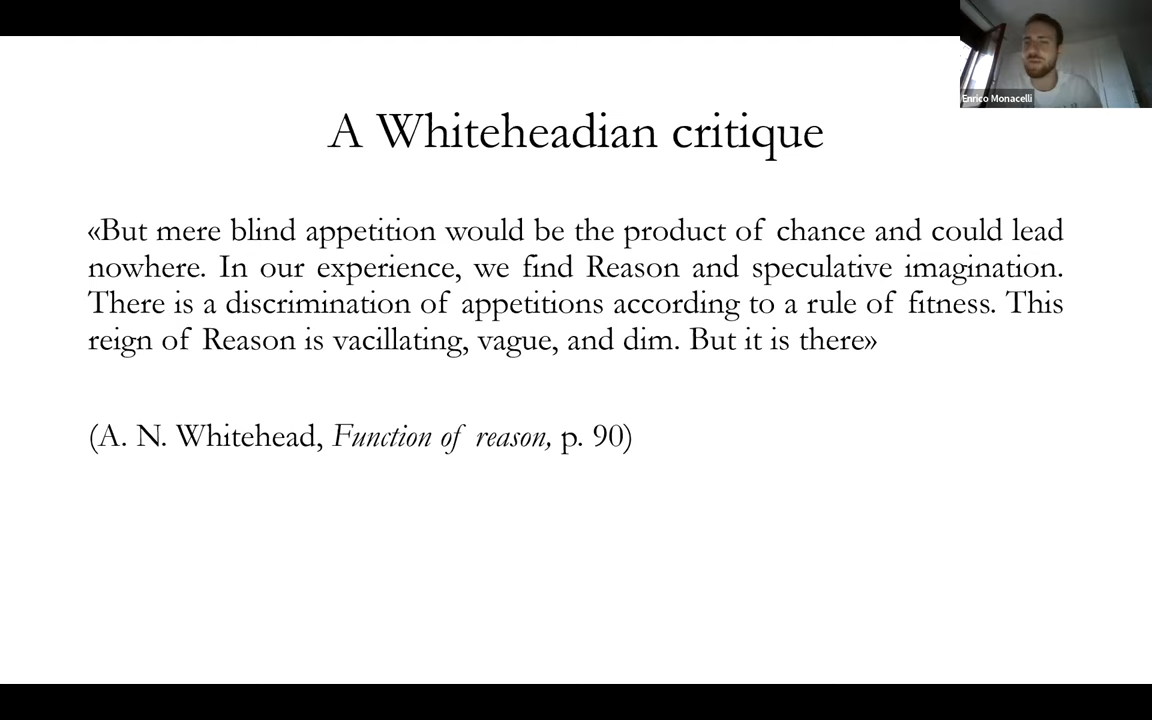 Enrico Monacelli
A Whiteheadian critique
«But mere blind appetition would be the product of chance and could lead
nowhere. In our experience, we find Reason and speculative imagination.
There is a discrimination of appetitions according to a rule of fitness. This
reign of Reason is vacillating, vague, and dim. But it is there»
(A. N. Whitehead, Function of reason, p. 90)